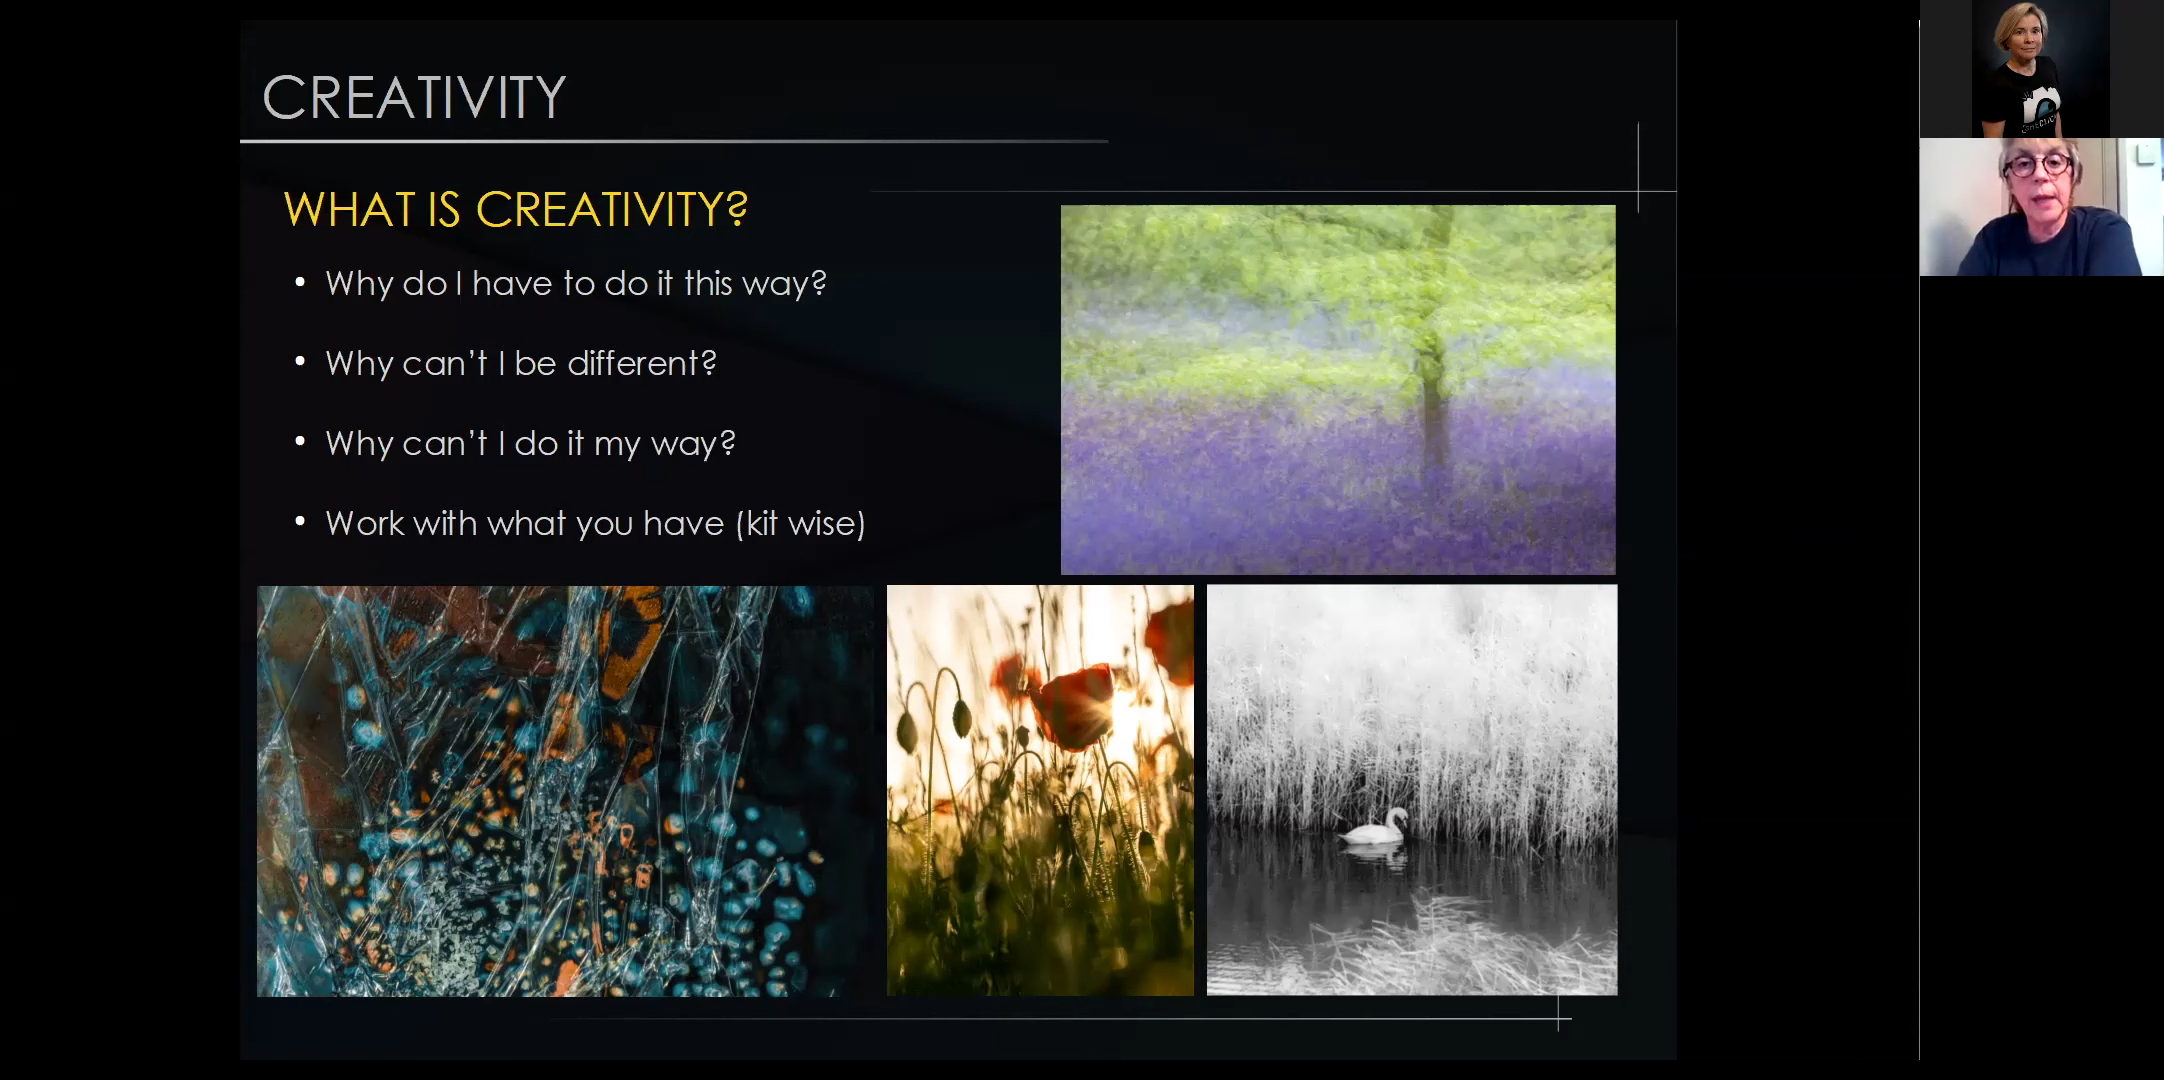 CREATIVITY
WHAT IS CREATIVITY?
• Why do I have to do it this way?
• Why can’t I be different?
• Why can’t I do it my way?
• Work with what you have (kit wise)